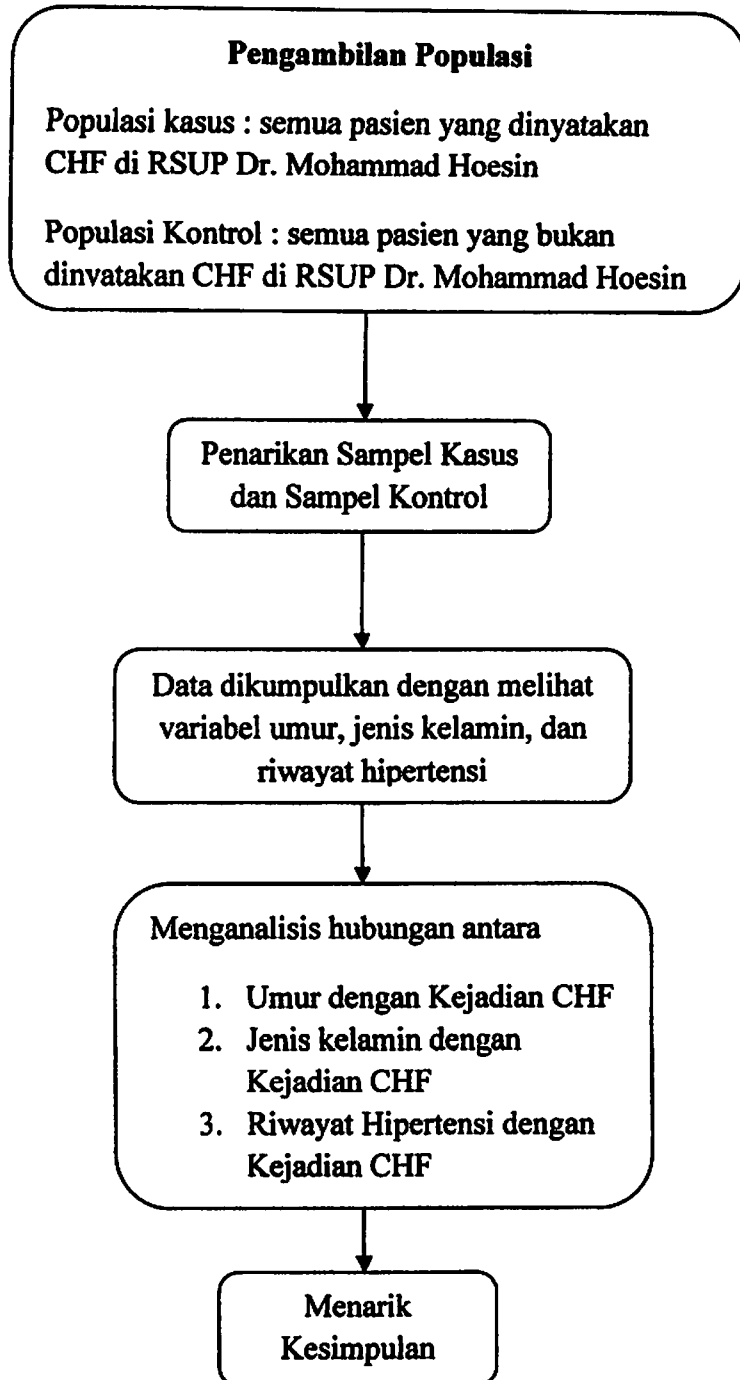 Pengambilan Populasi
Populasi kasus : semua pasien yang dinyatakan
CHF di RSUP Dr. Mohammad Hoesin
Populasi Kontrol : semua pasien yang bukan
dinvatakan CHF di RSUP Dr. Mohammad Hoesin
Penarikan Sampel Kasus
dan Sampel Kontrol
Data dikumpulkan dengan melihat
variabel umur, jenis kelamin, dan
riwayat hipertensi
Menganalisis hubungan antara
1. Umur dengan Kejadian CHF
2. Jenis kelamin dengan
Kejadian CHF
3. Riwayat Hipertensi dengan
Kejadian CHF
Menarik
Kesimpulan